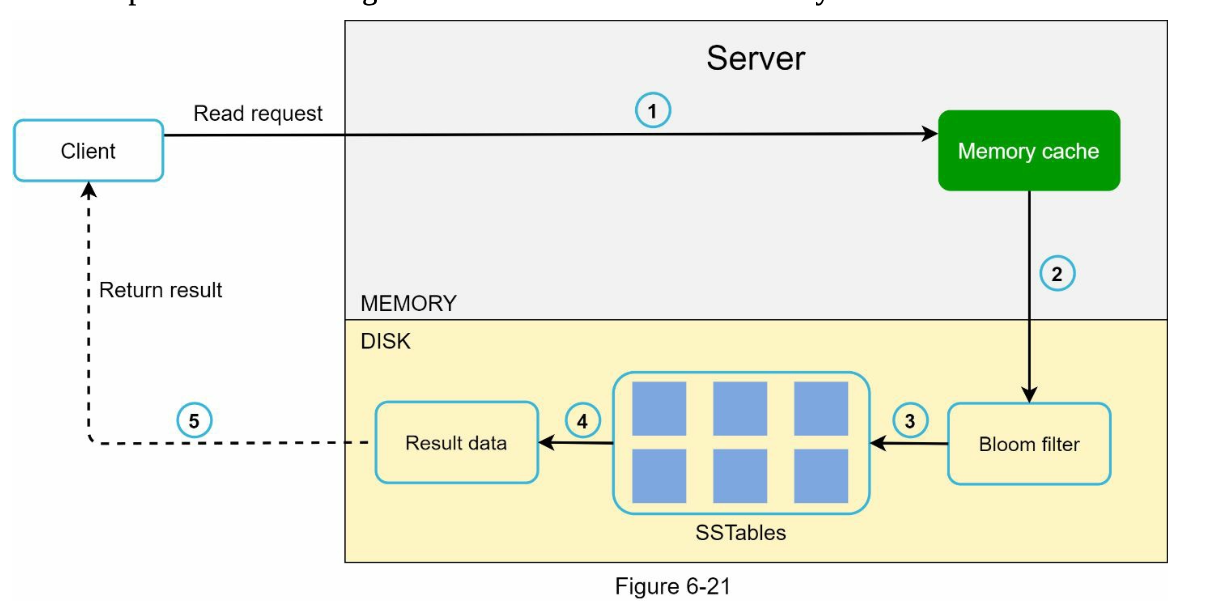 Server
Read request
1
Client
Memory cache
2
Return result
MEMORY
DISK
5
Result data
4
3
Bloom filter
SSTables
Figure 6-21